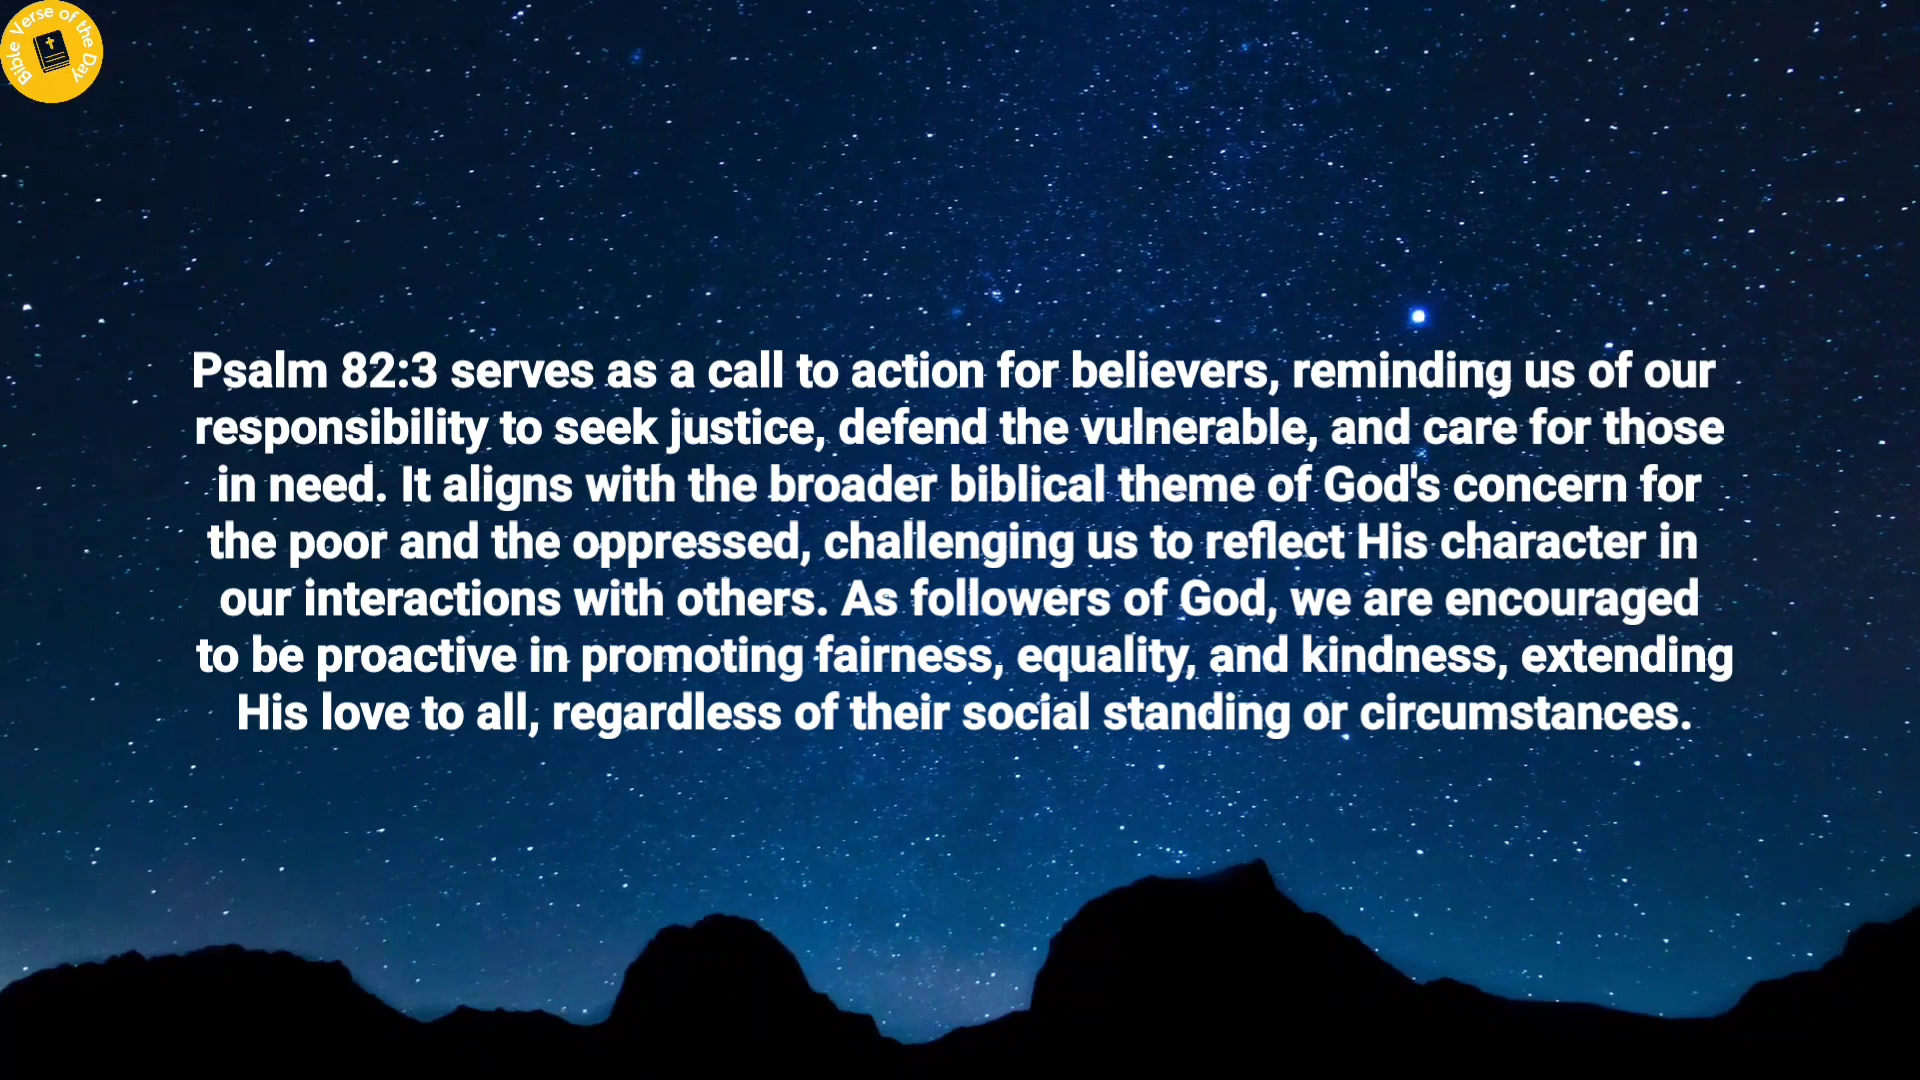 Bible Verse of the Day
Psalm 82:3 serves as a call to action for believers, reminding us of our
responsibility to seek justice, defend the vulnerable, and care for those
in need. It aligns with the broader biblical theme of God's concern for
the poor and the oppressed, challenging us to reflect His character in
our interactions with others. As followers of God, we are encouraged
to be proactive in promoting fairness, equality, and kindness, extending
His love to all, regardless of their social standing or circumstances.